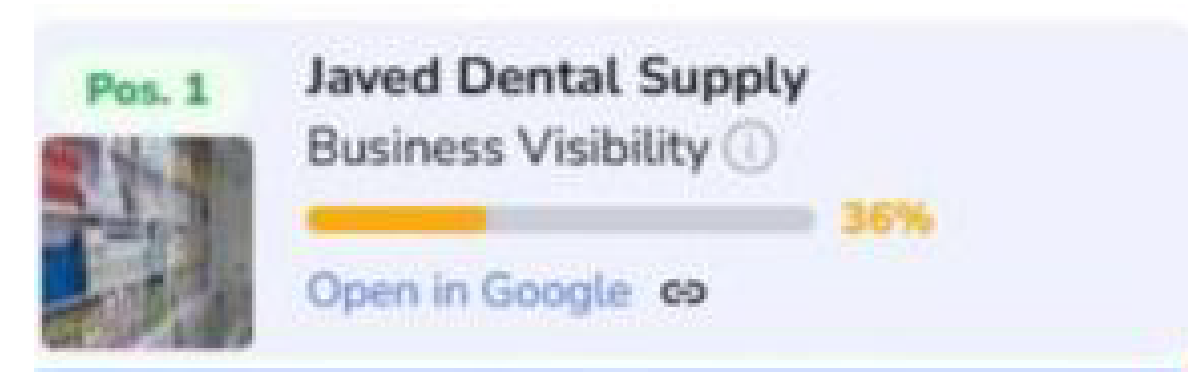 Pos. 1
Javed Dental Supply
Business Visibility
36%
Open in Google